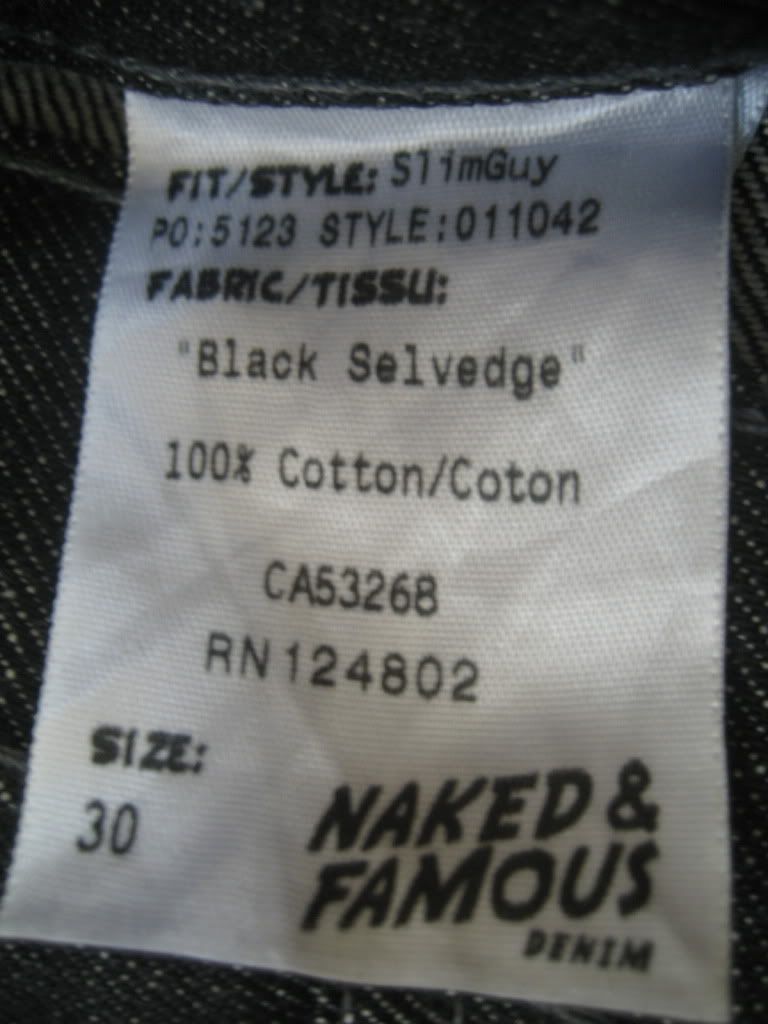 FIT/STYLE: SlimGuy
PO:5123 STYLE:011042
FABRIC/TISSU:
"Black Selvedge"
100% Cotton/Coton
CA53268
RN124802
SIZE:
30
NAKED &
FAMOUS
DENIM